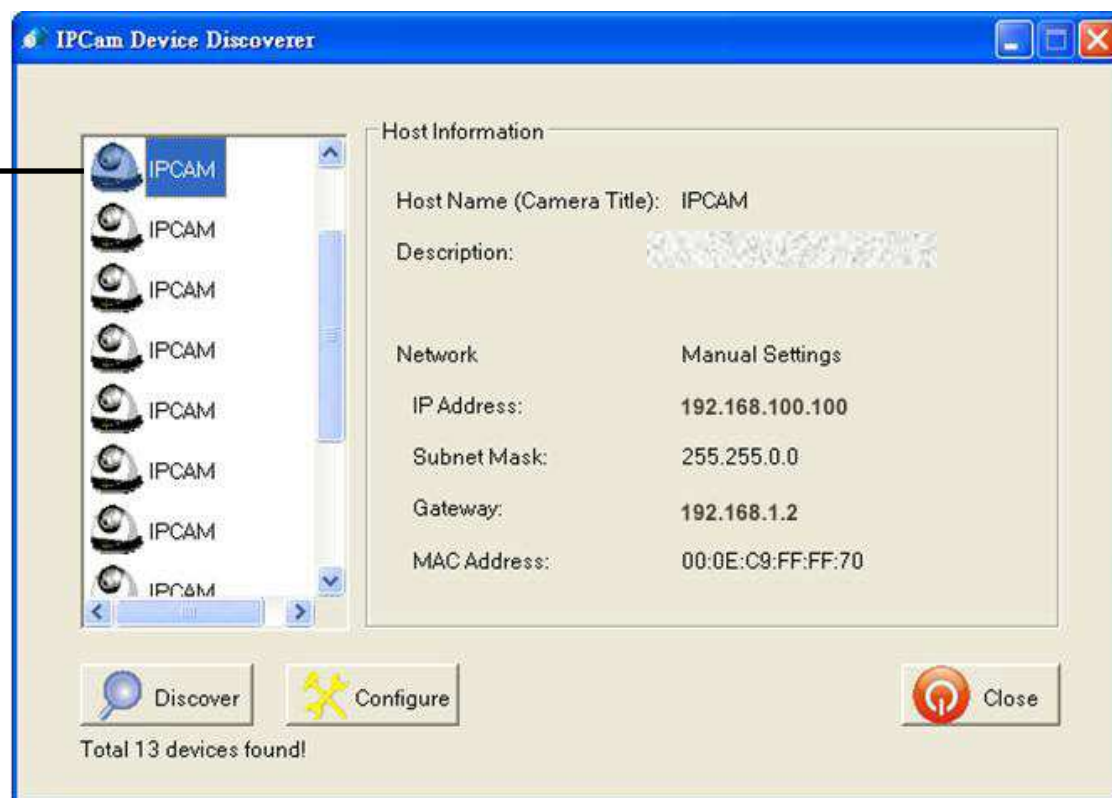 IPCam Device Discoverer
IPCAM
IPCAM
IPCAM
IPCAM
IPCAM
IPCAM
IPCAM
IPCAM
Host Information
Host Name (Camera Title): IPCAM
Description:
Network Manual Settings
IP Address: 192.168.100.100
Subnet Mask: 255.255.0.0
Gateway: 192.168.1.2
MAC Address: 00:0E:C9:FF:FF:70
Discover
Configure
Close
Total 13 devices found!